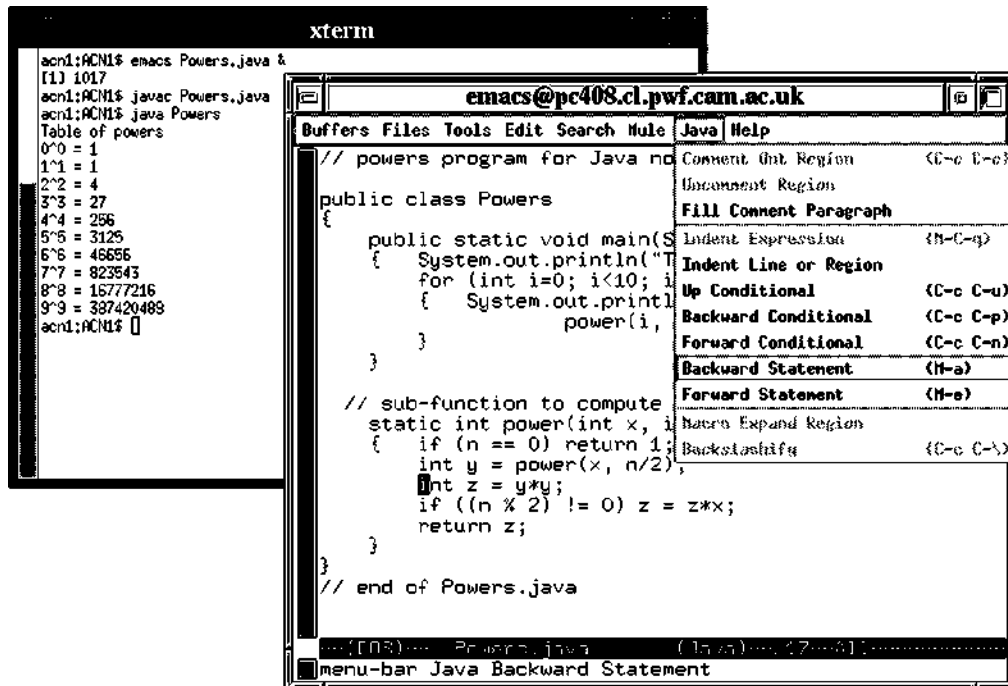 xterm
acn1:ACN1$ emacs Powers.java &
[1] 1017
acn1:ACN1$ javac Powers.java
acn1:ACN1$ java Powers
Table of powers
0^0 = 1
1^1 = 1
2^2 = 4
3^3 = 27
4^4 = 256
5^5 = 3125
6^6 = 46656
7^7 = 823543
8^8 = 16777216
9^9 = 387420489
acn1:ACN1$
emacs@pc408.cl.pwf.cam.ac.uk
Buffers Files Tools Edit Search Mule Java Help
// powers program for Java no
public class Powers
{
public static void main(S
{ System.out.println("T
for (int i=0; i<10; i
{ System.out.printl
power(i,
}
}
// sub-function to compute
static int power(int x, i
{ if (n == 0) return 1;
int y = power(x, n/2);
int z = y*y;
if ((n % 2) != 0) z = z*x;
return z;
}
}
// end of Powers.java
Comment Out Region (C-c C-c)
Uncomment Region
Fill Comment Paragraph
Indent Expression (M-C-q)
Indent Line or Region
Up Conditional (C-c C-u)
Backward Conditional (C-c C-p)
Forward Conditional (C-c C-n)
Backward Statement (M-a)
Forward Statement (M-e)
Macro Expand Region
Backslashify (C-c C-\)
Powers.java (Java)
menu-bar Java Backward Statement